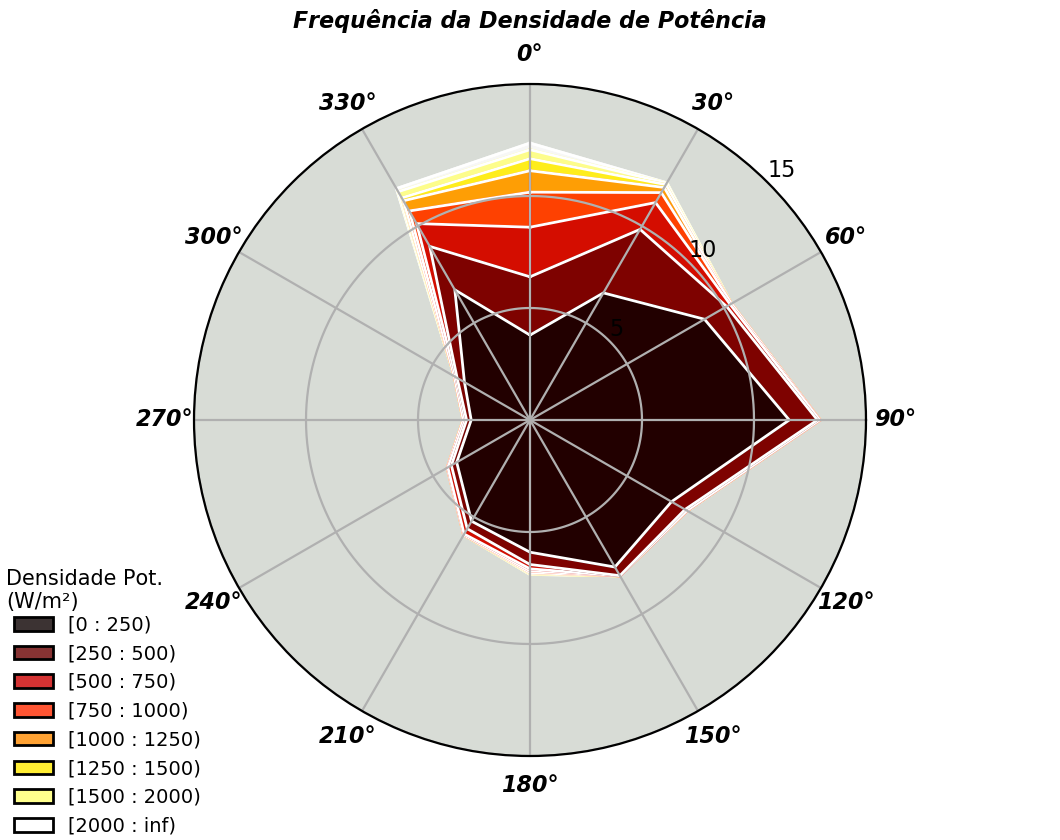 Frequência da Densidade de Potência
0°
330°
30°
15
300°
60°
10
5
270°
90°
240°
120°
210°
150°
180°
Densidade Pot.
(W/m²)
[0 : 250)
[250 : 500)
[500 : 750)
[750 : 1000)
[1000 : 1250)
[1250 : 1500)
[1500 : 2000)
[2000 : inf)